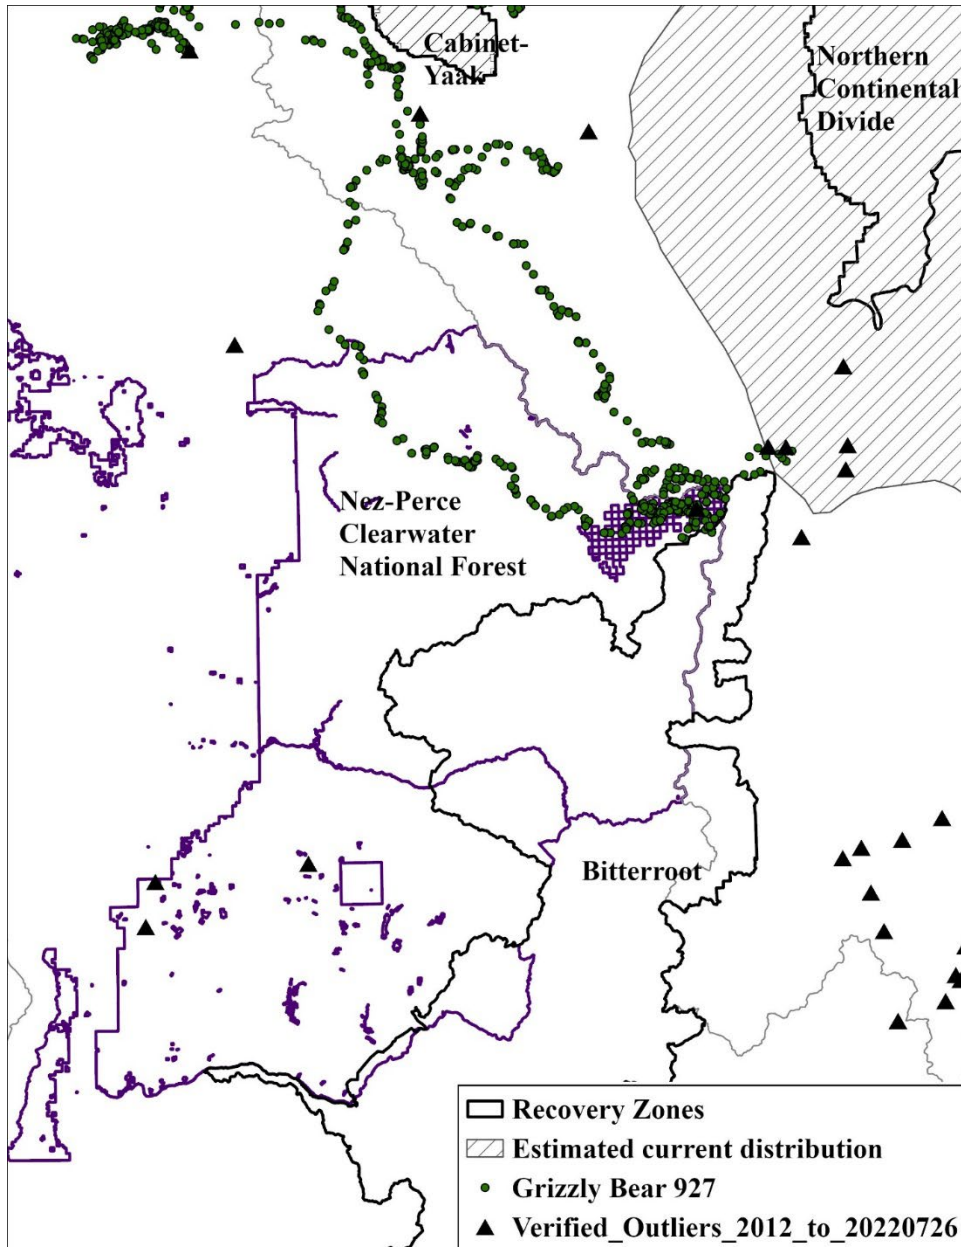 Cabinet-
Yaak
Northern
Continental
Divide
Nez-Perce
Clearwater
National Forest
Bitterroot
Recovery Zones
Estimated current distribution
Grizzly Bear 927
Verified_Outliers_2012_to_20220726